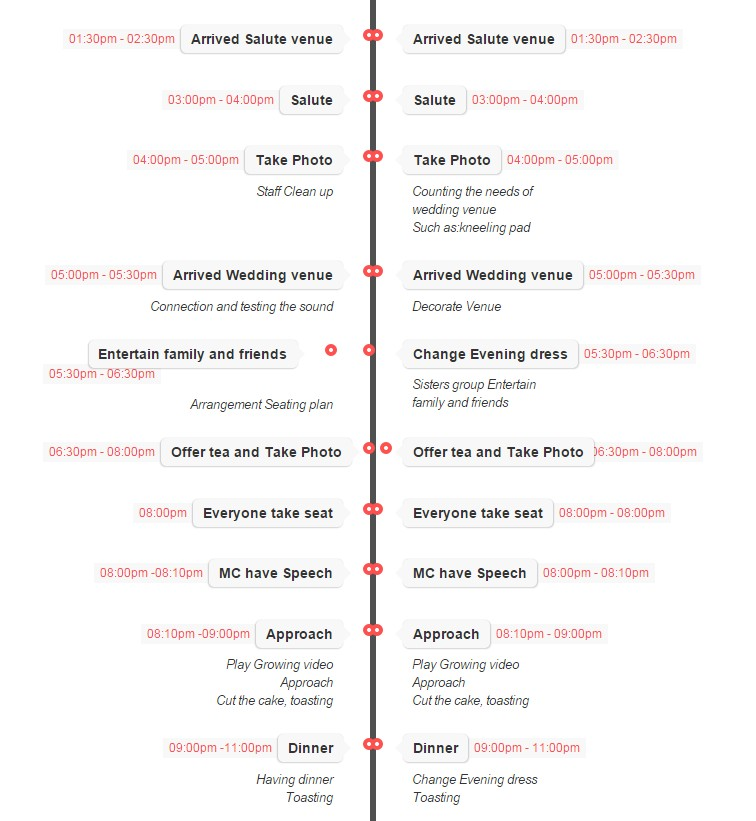 01:30pm - 02:30pm Arrived Salute venue Arrived Salute venue 01:30pm - 02:30pm
03:00pm - 04:00pm Salute Salute 03:00pm - 04:00pm
04:00pm - 05:00pm Take Photo Take Photo 04:00pm - 05:00pm
Staff Clean up Counting the needs of
wedding venue
Such as:kneeling pad
05:00pm - 05:30pm Arrived Wedding venue Arrived Wedding venue 05:00pm - 05:30pm
Connection and testing the sound Decorate Venue
Entertain family and friends Change Evening dress 05:30pm - 06:30pm
05:30pm - 06:30pm
Sisters group Entertain
Arrangement Seating plan family and friends
06:30pm - 08:00pm Offer tea and Take Photo Offer tea and Take Photo 06:30pm - 08:00pm
08:00pm Everyone take seat Everyone take seat 08:00pm - 08:00pm
08:00pm -08:10pm MC have Speech MC have Speech 08:00pm - 08:10pm
08:10pm -09:00pm Approach Approach 08:10pm - 09:00pm
Play Growing video Play Growing video
Approach Approach
Cut the cake, toasting Cut the cake, toasting
09:00pm -11:00pm Dinner Dinner 09:00pm - 11:00pm
Having dinner Change Evening dress
Toasting Toasting